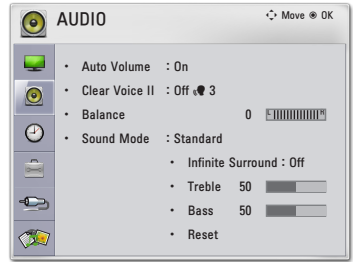 AUDIO
Move OK
• Auto Volume : On
• Clear Voice II : Off 3
• Balance 0 L R
• Sound Mode : Standard
• Infinite Surround : Off
• Treble 50
• Bass 50
• Reset